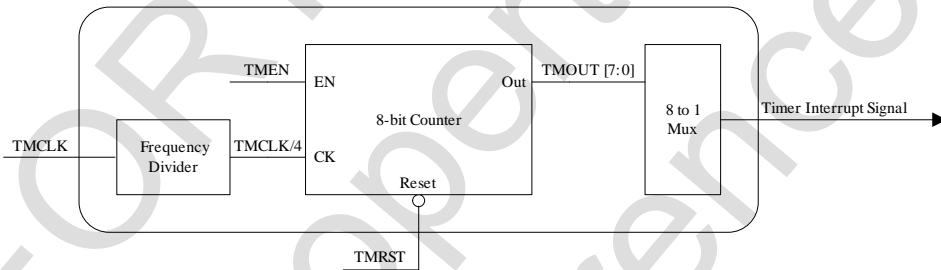 TMEN
EN
Out
TMOUT [7:0]
8-bit Counter
8 to 1
Mux
Timer Interrupt Signal
TMCLK
Frequency
Divider
TMCLK/4
CK
Reset
TMRST